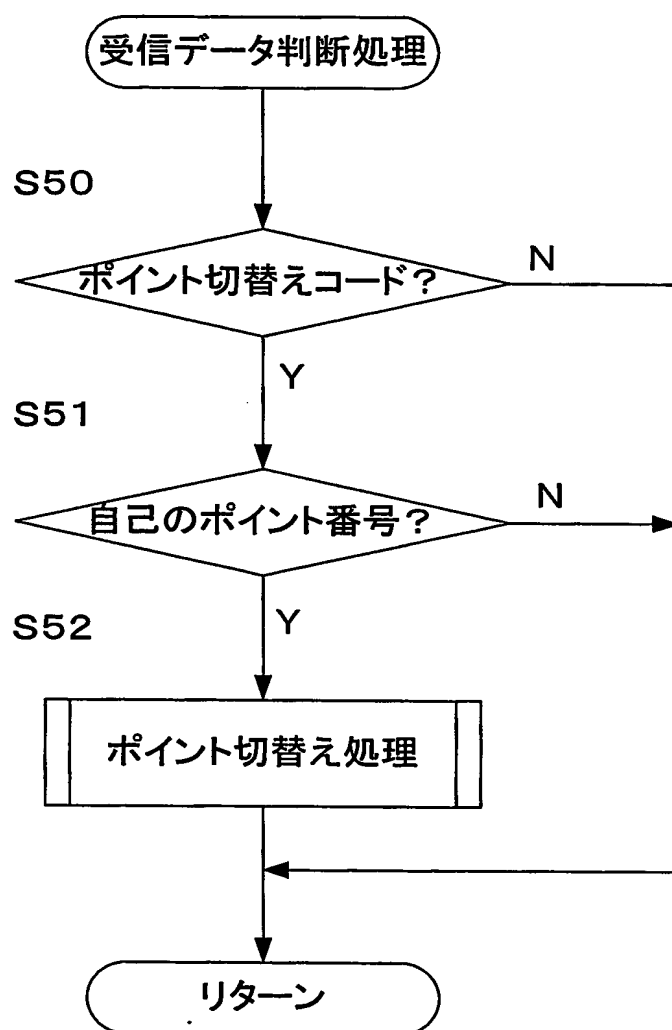 受信データ判断処理
S50
ポイント切替えコード?
N
Y
S51
自己のポイント番号?
N
Y
S52
ポイント切替え処理
リターン